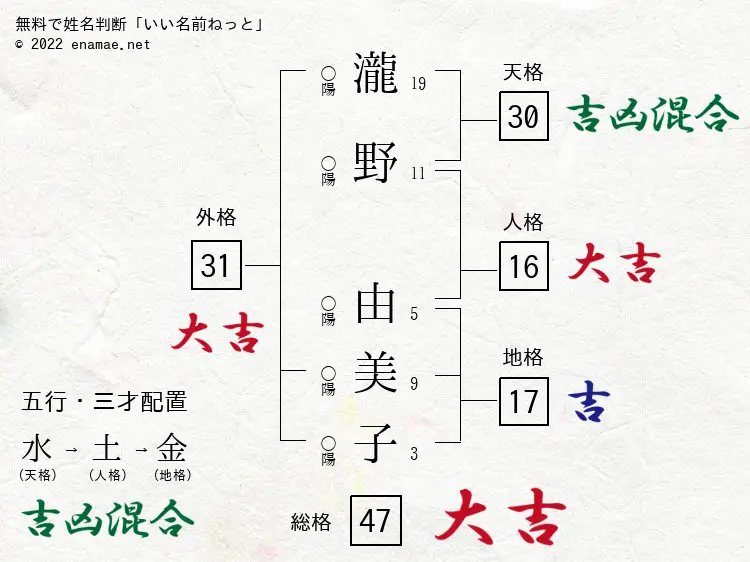 無料で姓名判断「いい名前ねっと」
© 2022 enamae.net
天格
30 吉凶混合
人格
16 大吉
地格
17 吉
外格
31
大吉
○陽 瀧 19
○陽 野 11
○陽 由 5
○陽 美 9
○陽 子 3
五行・三才配置
水→土→金
(天格) (人格) (地格)
吉凶混合
総格 47 大吉